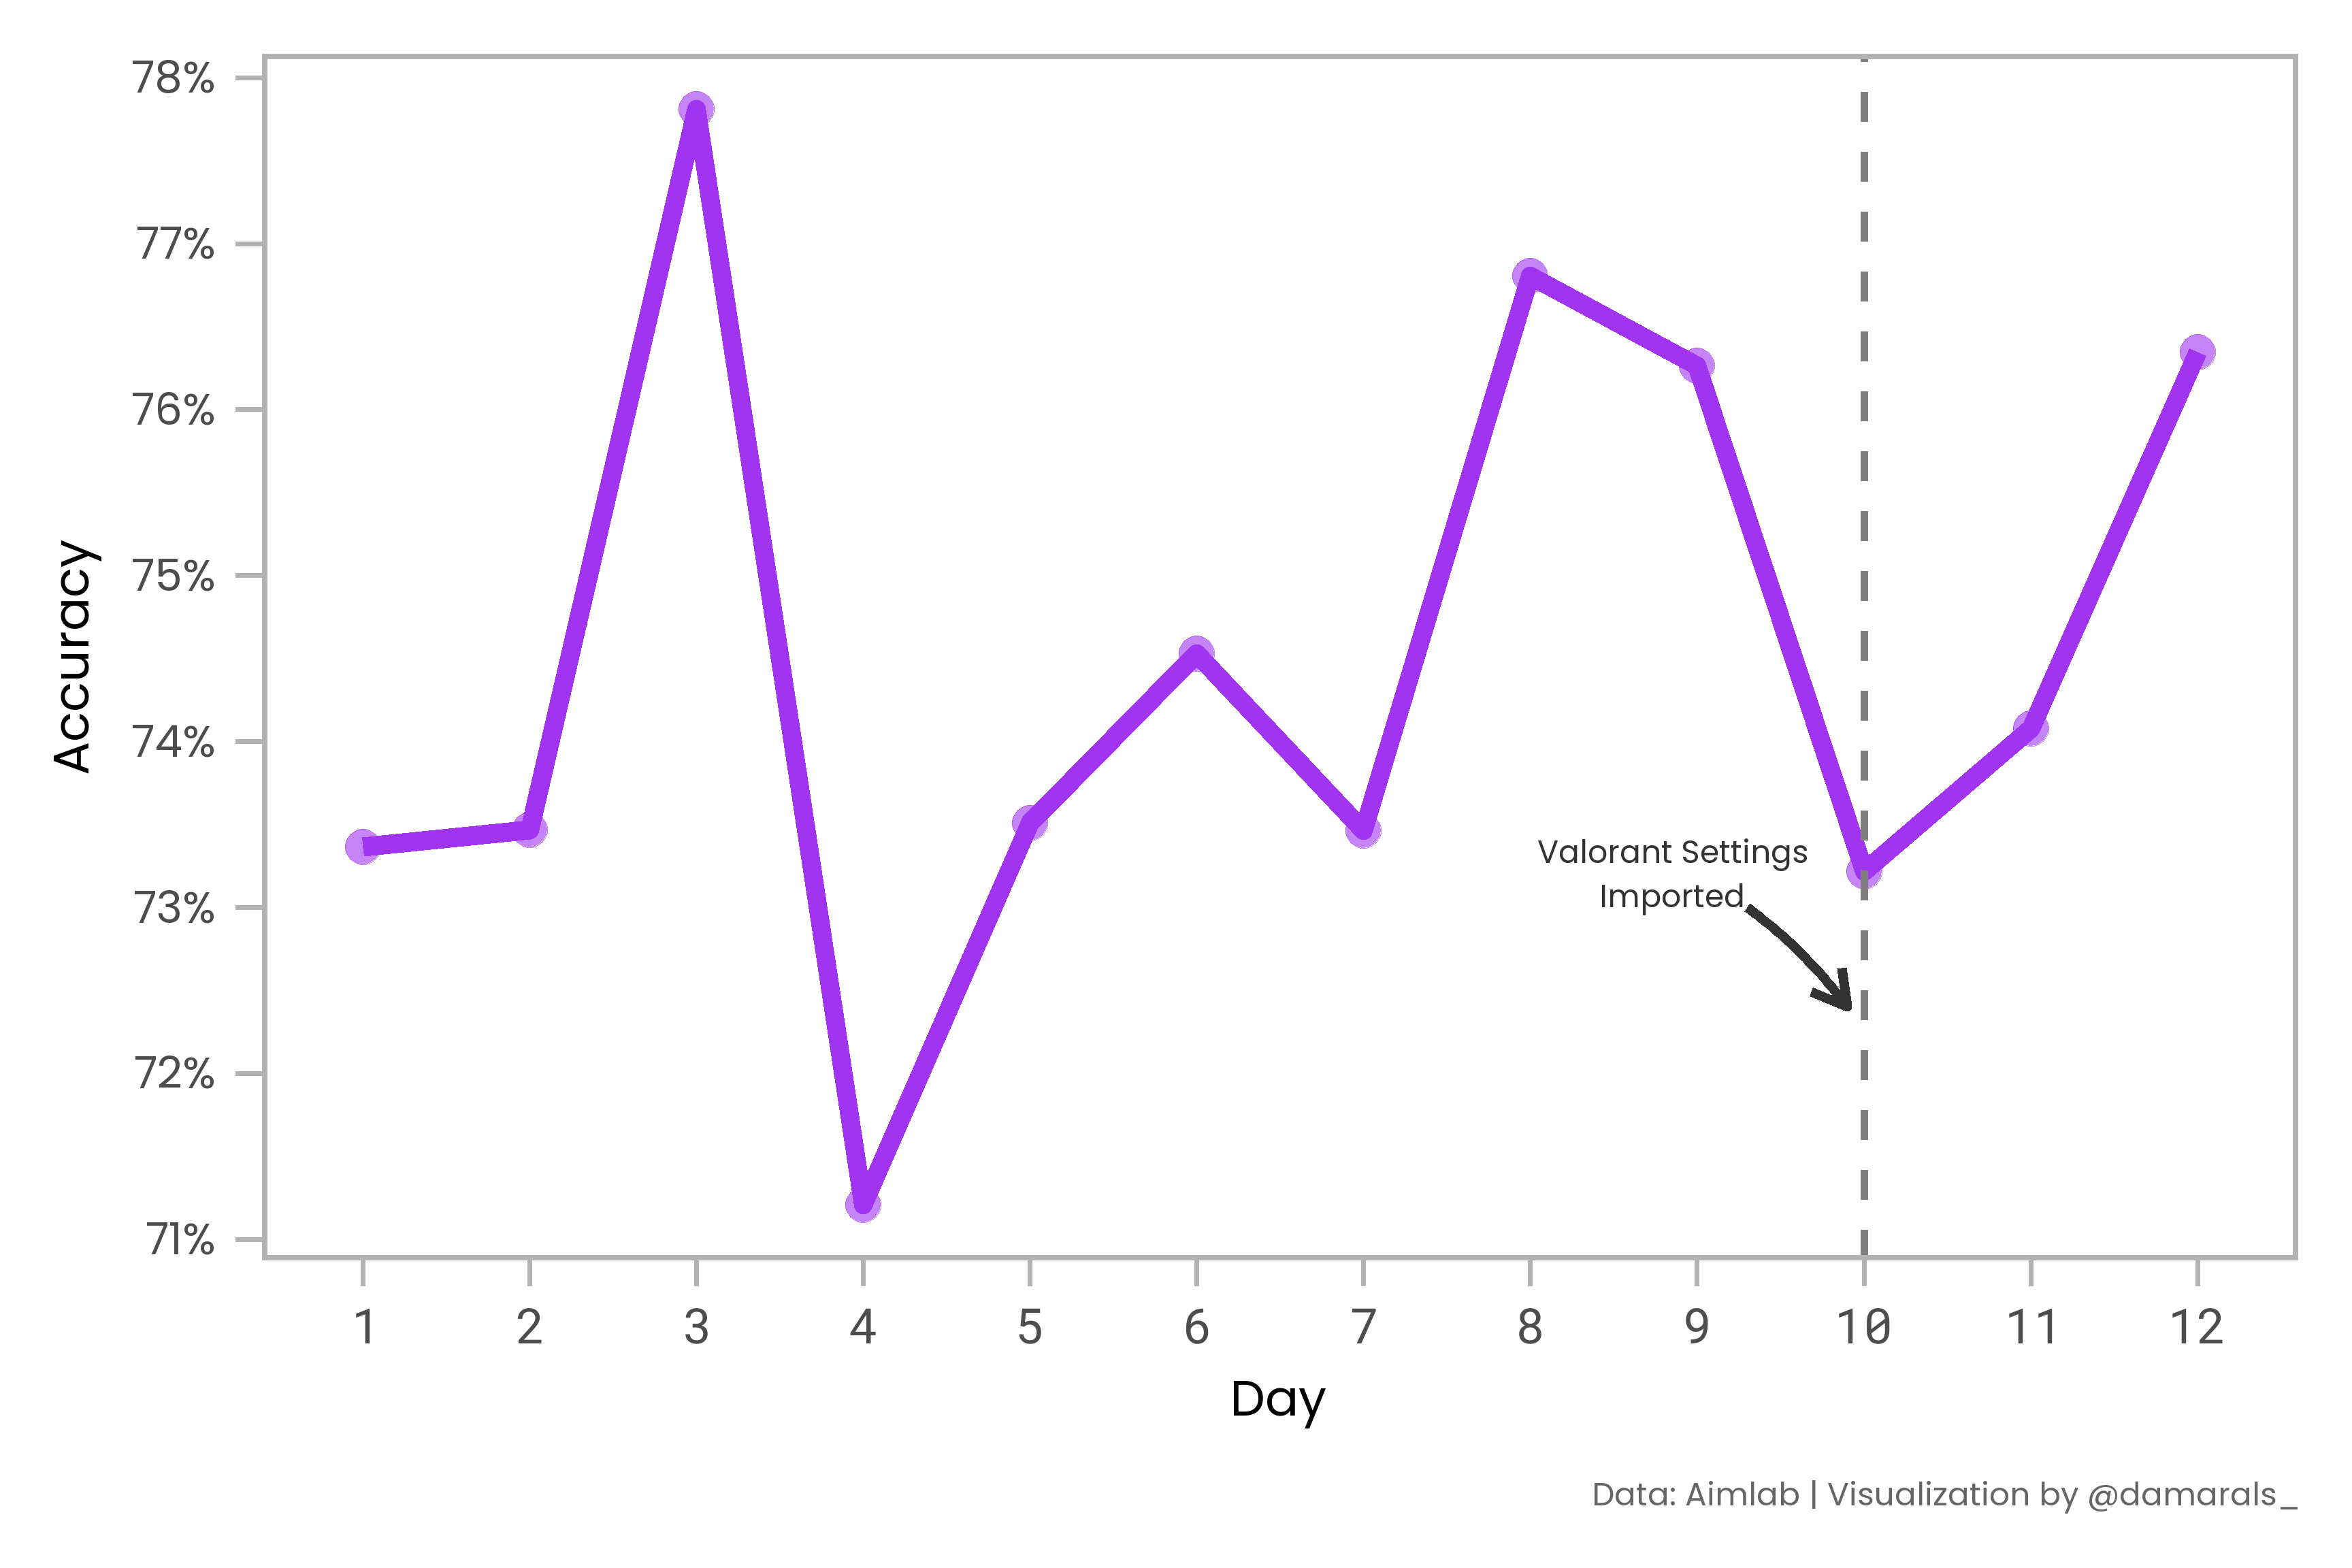 78%
77%
76%
75%
74%
73%
72%
71%
Accuracy
Valorant Settings
Imported
1 2 3 4 5 6 7 8 9 10 11 12
Day
Data: Aimlab | Visualization by @damarals_